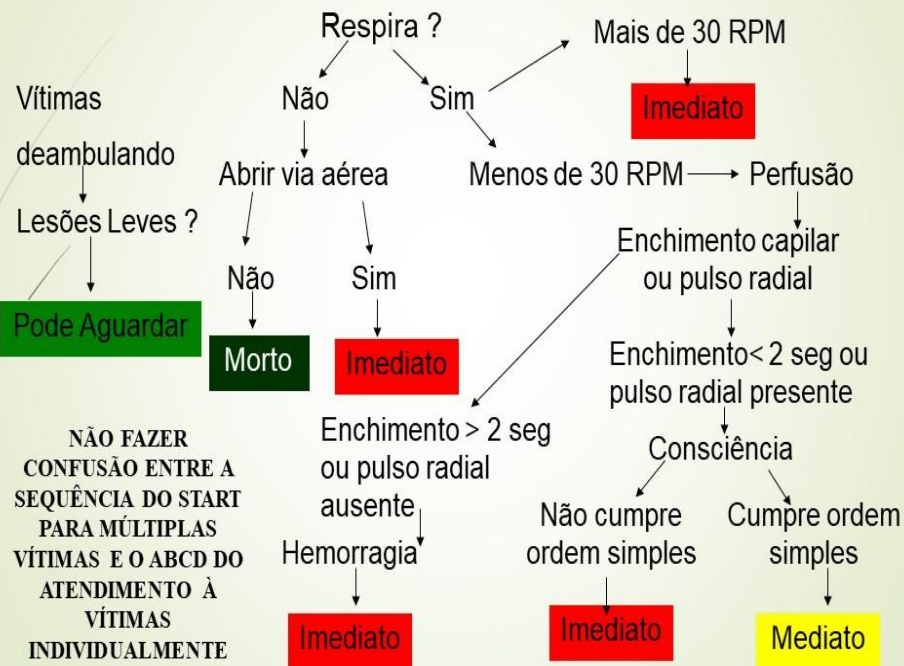 Respira ?
Mais de 30 RPM
Imediato
Vítimas
deambulando
Lesões Leves ?
Pode Aguardar
Não
Sim
Abrir via aérea
Menos de 30 RPM
Perfusão
Não
Sim
Morto
Imediato
Enchimento capilar
ou pulso radial
Enchimento< 2 seg ou
pulso radial presente
Enchimento > 2 seg
ou pulso radial
ausente
Hemorragia
Imediato
Consciência
Não cumpre
ordem simples
Imediato
Cumpre ordem
simples
Mediato
NÃO FAZER
CONFUSÃO ENTRE A
SEQUÊNCIA DO START
PARA MÚLTIPLAS
VÍTIMAS E O ABCD DO
ATENDIMENTO À
VÍTIMAS
INDIVIDUALMENTE